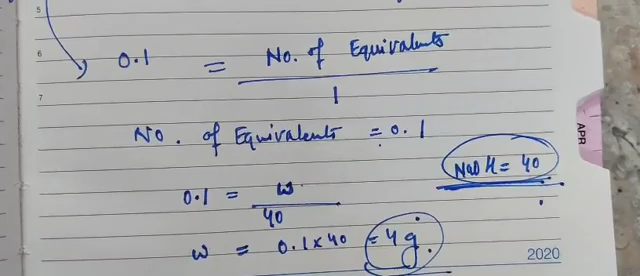 5
6
0.1 = No. of Equivalents
1
7
No. of Equivalents = 0.1
NaOH = 40
0.1 = w
40
w = 0.1 x 40 = 4g.
APR
2020